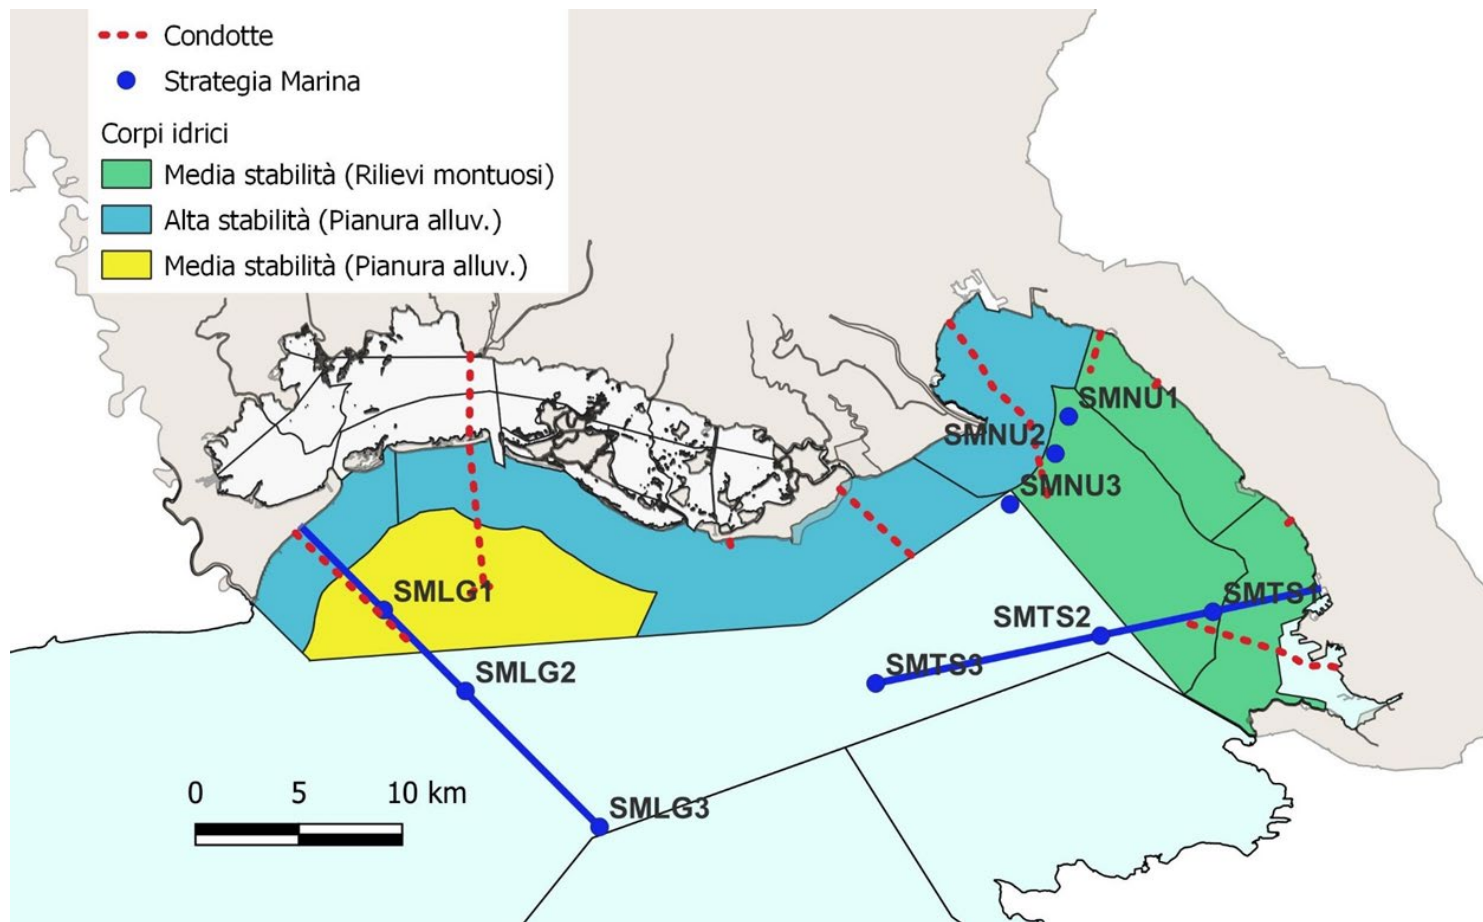 Condotte
Strategia Marina
Corpi idrici
Media stabilità (Rilievi montuosi)
Alta stabilità (Pianura alluv.)
Media stabilità (Pianura alluv.)
SMNU1
SMNU2
SMNU3
SMLG1
SMTS1
SMTS2
SMTS3
SMLG2
0 5 10 km
SMLG3